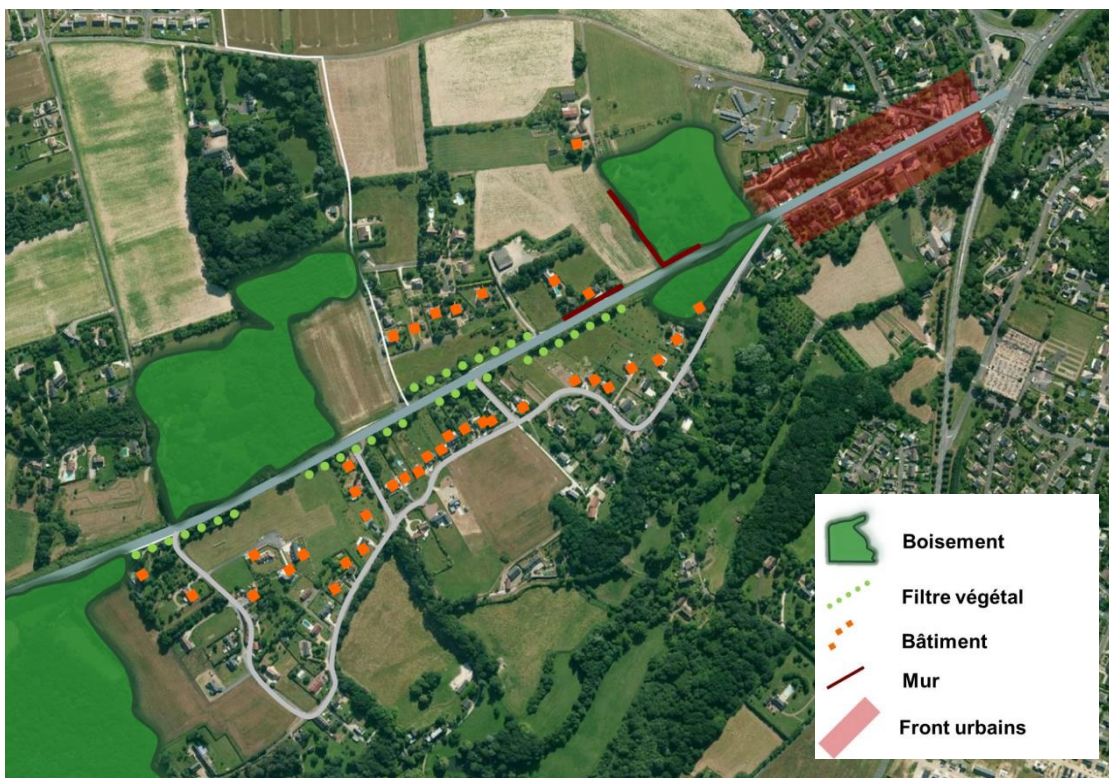 Boisement
Filtre végétal
Bâtiment
Mur
Front urbains